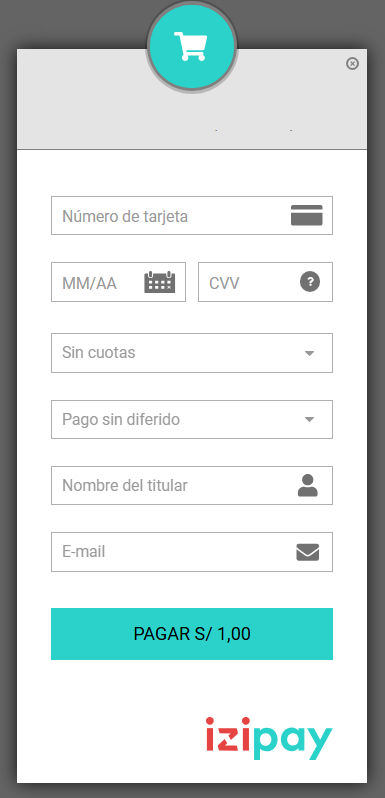 Número de tarjeta
MM/AA
CVV
?
Sin cuotas
Pago sin diferido
Nombre del titular
E-mail
PAGAR S/ 1,00
izipay